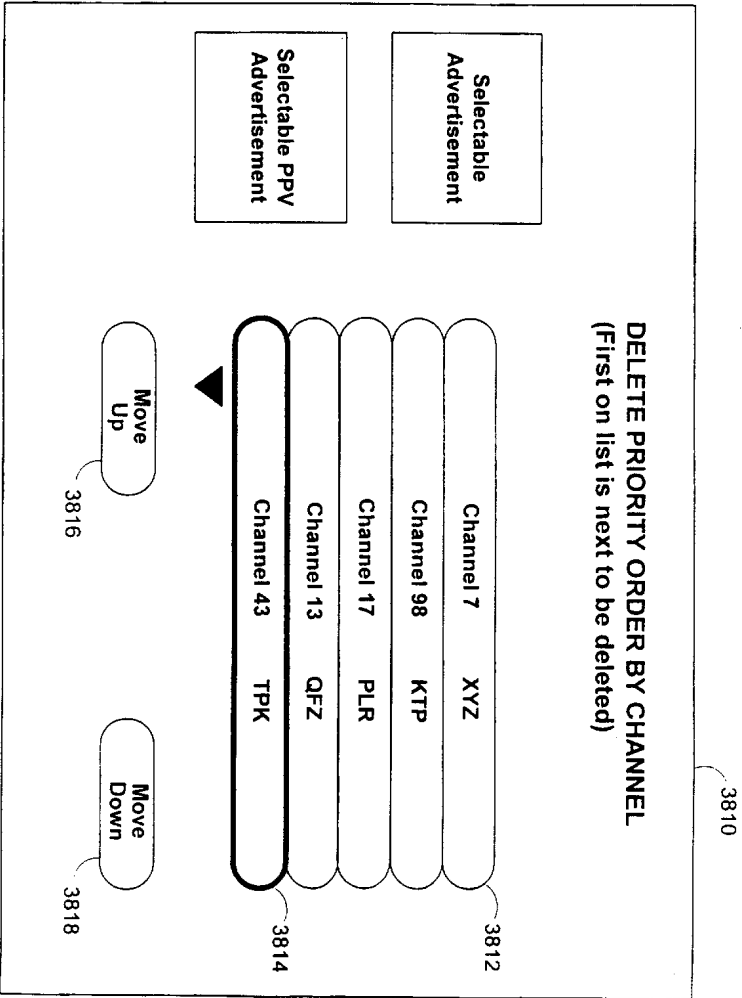 3810
DELETE PRIORITY ORDER BY CHANNEL
(First on list is next to be deleted)
Selectable
Advertisement
Selectable PPV
Advertisement
Channel 7 XYZ
3812
Channel 98 KTP
Channel 17 PLR
Channel 13 QFZ
Channel 43 TPK
3814
Move
Up
3816
Move
Down
3818